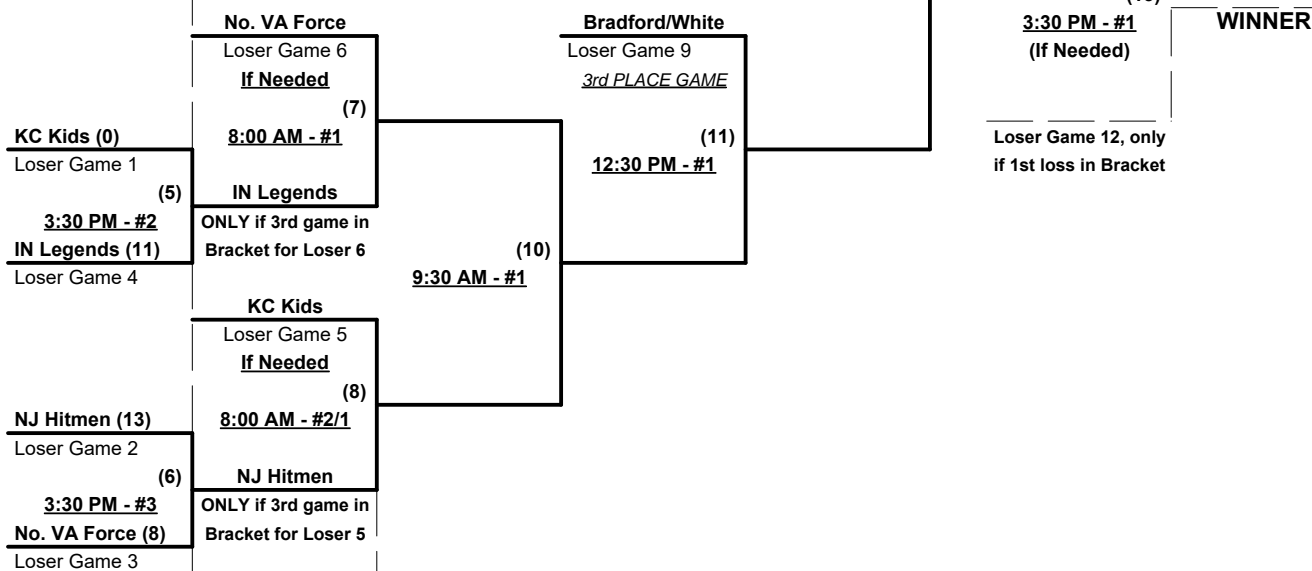 No. VA Force
Loser Game 6
If Needed
(7)
8:00 AM - #1
KC Kids (0)
Loser Game 1
(5)
3:30 PM - #2
IN Legends (11)
Loser Game 4
IN Legends
ONLY if 3rd game in
Bracket for Loser 6
(10)
9:30 AM - #1
KC Kids
Loser Game 5
If Needed
(8)
8:00 AM - #2/1
NJ Hitmen (13)
Loser Game 2
(6)
3:30 PM - #3
No. VA Force (8)
Loser Game 3
NJ Hitmen
ONLY if 3rd game in
Bracket for Loser 5
Bradford/White
Loser Game 9
3rd PLACE GAME
(11)
12:30 PM - #1
3:30 PM - #1
(If Needed)
WINNER
Loser Game 12, only
if 1st loss in Bracket